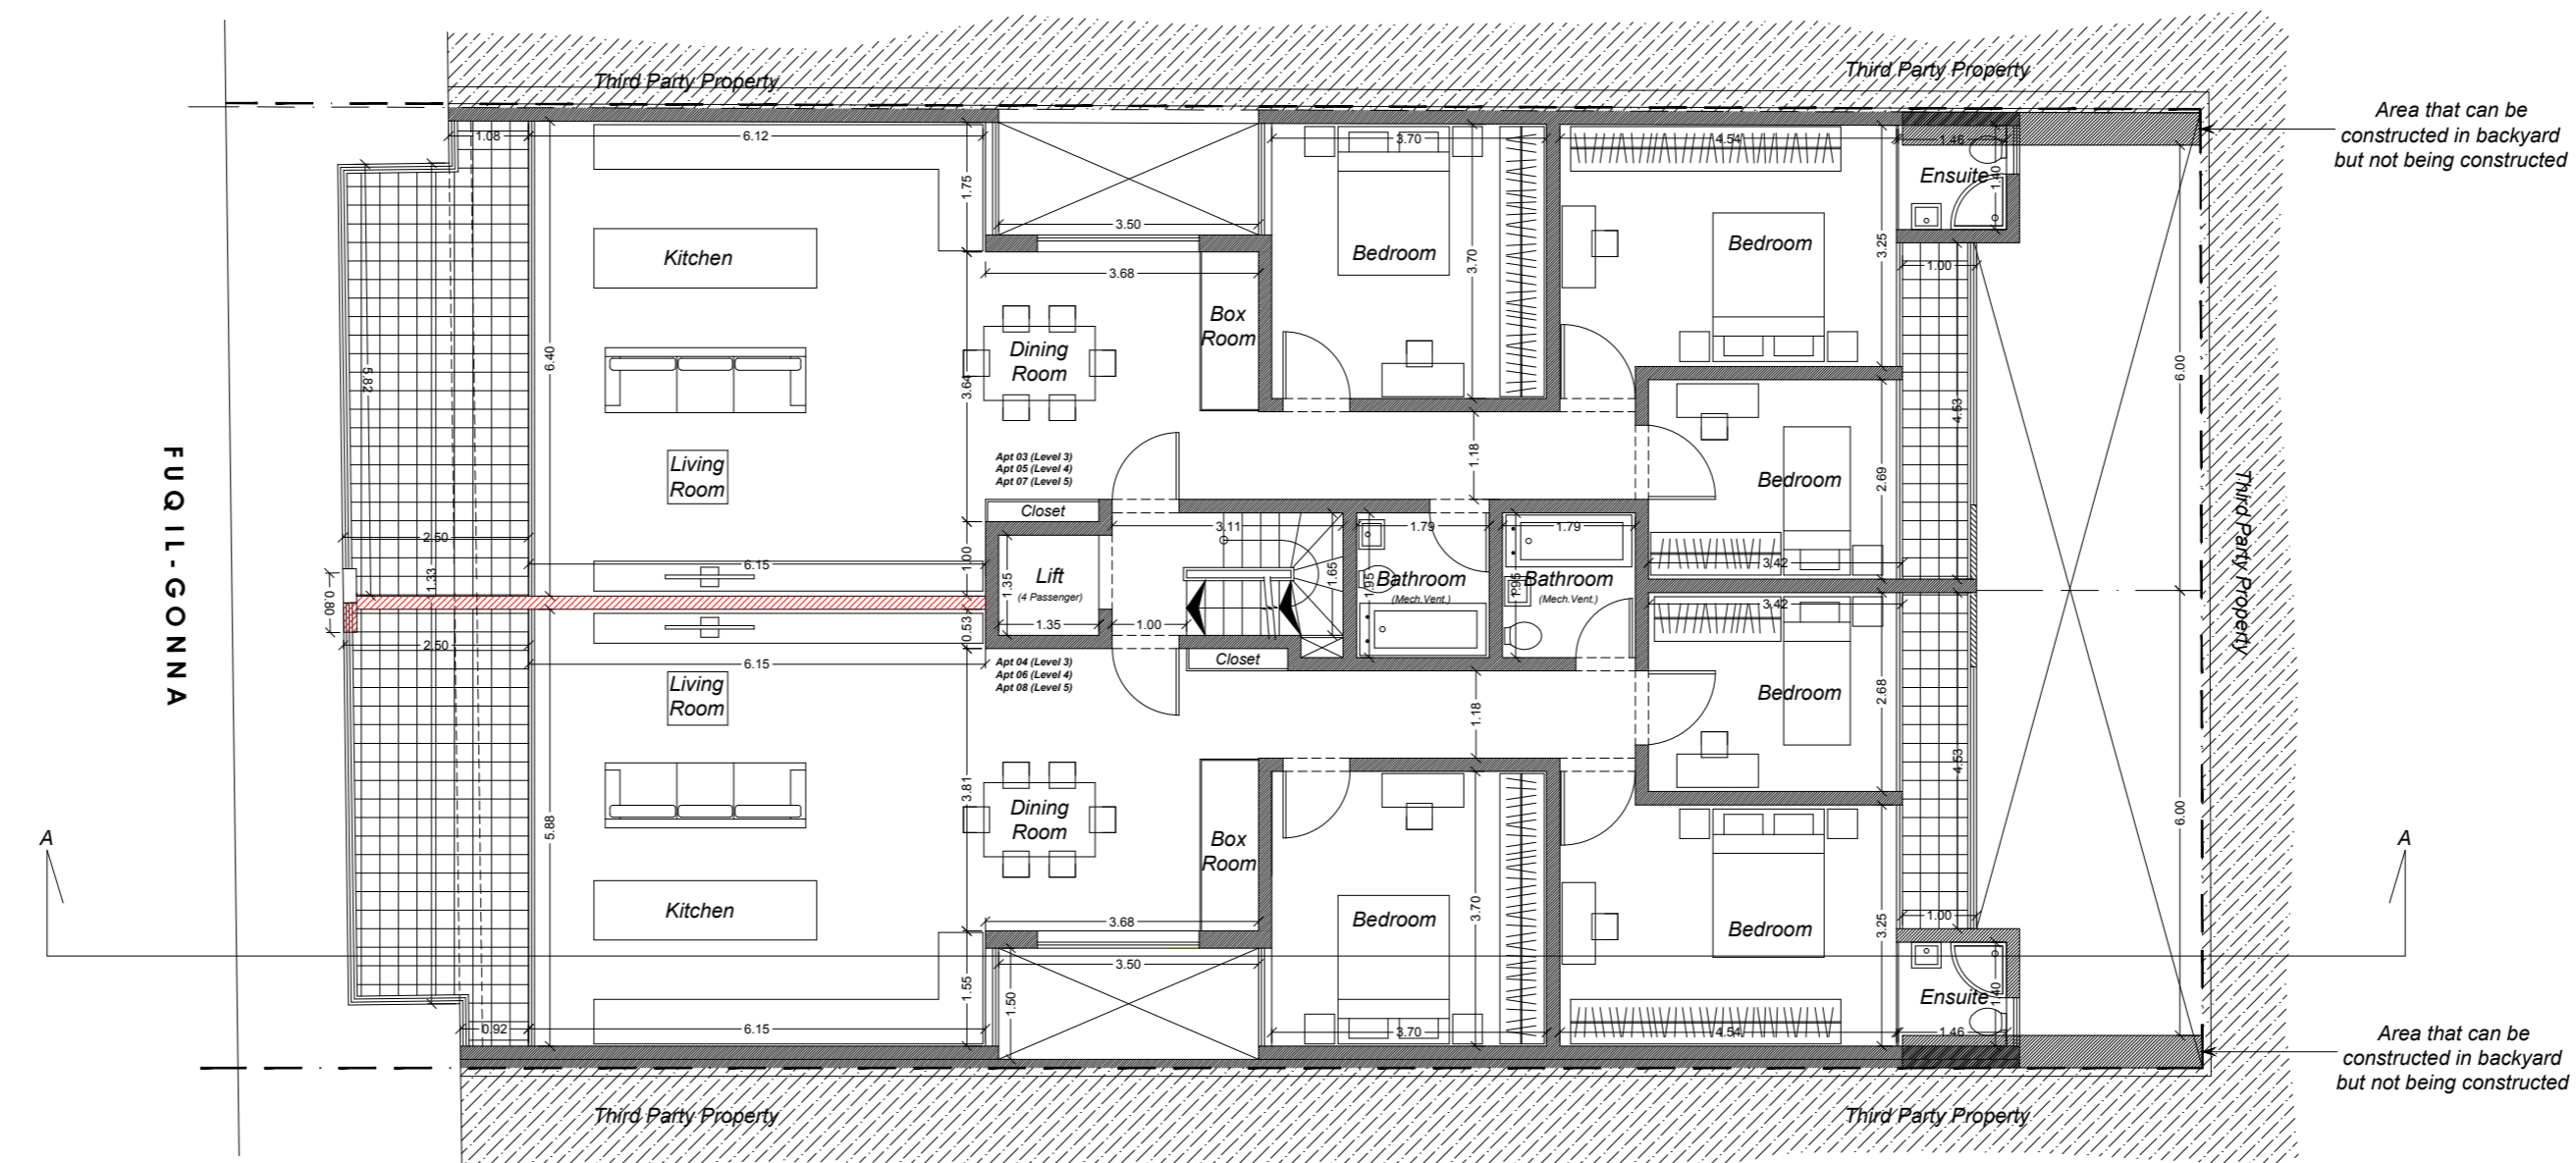 Third Party Property
Third Party Property
Area that can be
constructed in backyard
but not being constructed
1.08
6.12
3.70
4.54
1.46
1.75
3.50
Ensuite
1.40
Kitchen
3.68
Bedroom
3.70
Bedroom
3.25
1.00
Box
Room
Dining
Room
5.82
6.40
3.64
6.00
4.53
FUQ IL-GONNA
Living
Room
Apt 03 (Level 3)
Apt 05 (Level 4)
Apt 07 (Level 5)
1.18
Bedroom
2.69
Third Party Property
Closet
3.11
1.79
1.79
2.50
6.15
1.00
1.35
Lift
(4 Passenger)
1.65
1.95
Bathroom
(Mech.Vent.)
1.95
Bathroom
(Mech.Vent.)
3.42
0.80
11.33
3.42
1.35
1.00
0.53
2.50
6.15
Apt 04 (Level 3)
Apt 06 (Level 4)
Apt 08 (Level 5)
Closet
Living
Room
1.18
Bedroom
2.68
4.53
A
5.88
3.81
Dining
Room
Box
Room
6.00
A
Kitchen
3.68
Bedroom
3.70
Bedroom
3.25
1.00
3.50
1.55
1.50
Ensuite
1.40
0.92
6.15
3.70
4.54
1.46
Area that can be
constructed in backyard
but not being constructed
Third Party Property
Third Party Property